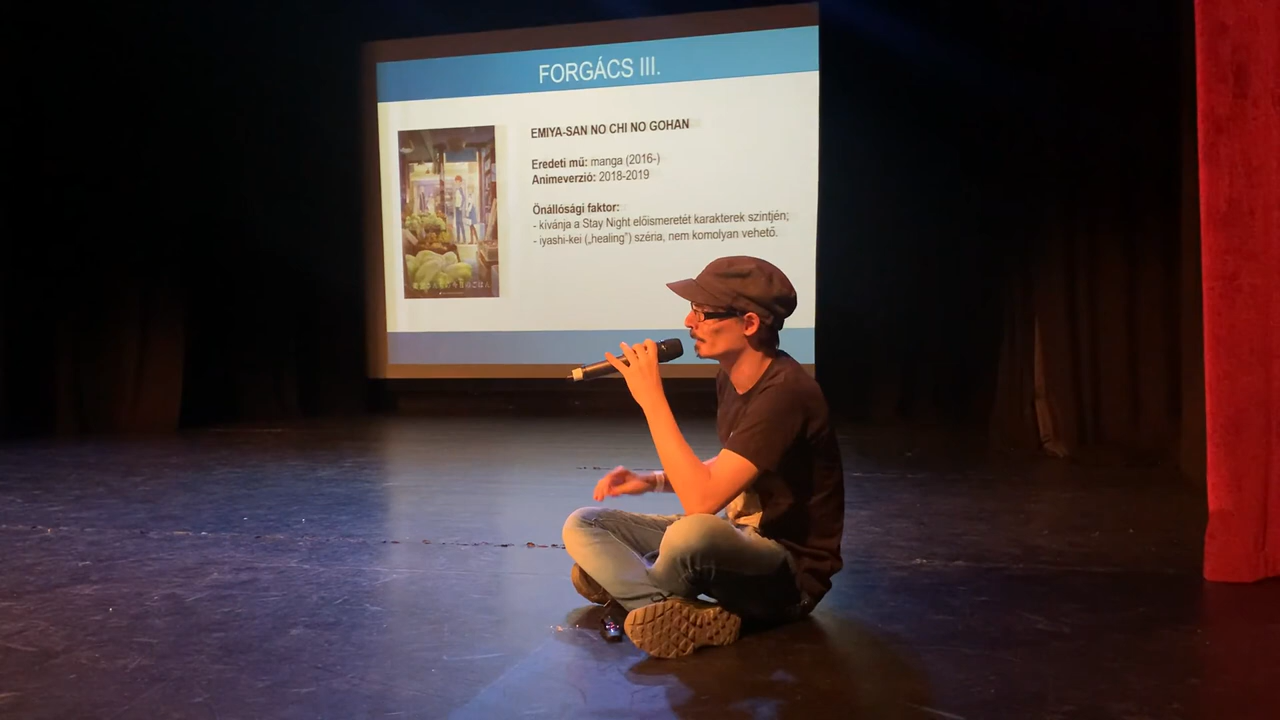 FORGÁCS III.
EMIYA-SAN NO CHI NO GOHAN
Eredeti mű: manga (2016-)
Animeverzió: 2018-2019
Önállósági faktor:
- kívánja a Stay Night előismeretét karakterek szintjén;
- iyashi-kei („healing”) széria, nem komolyan vehető.